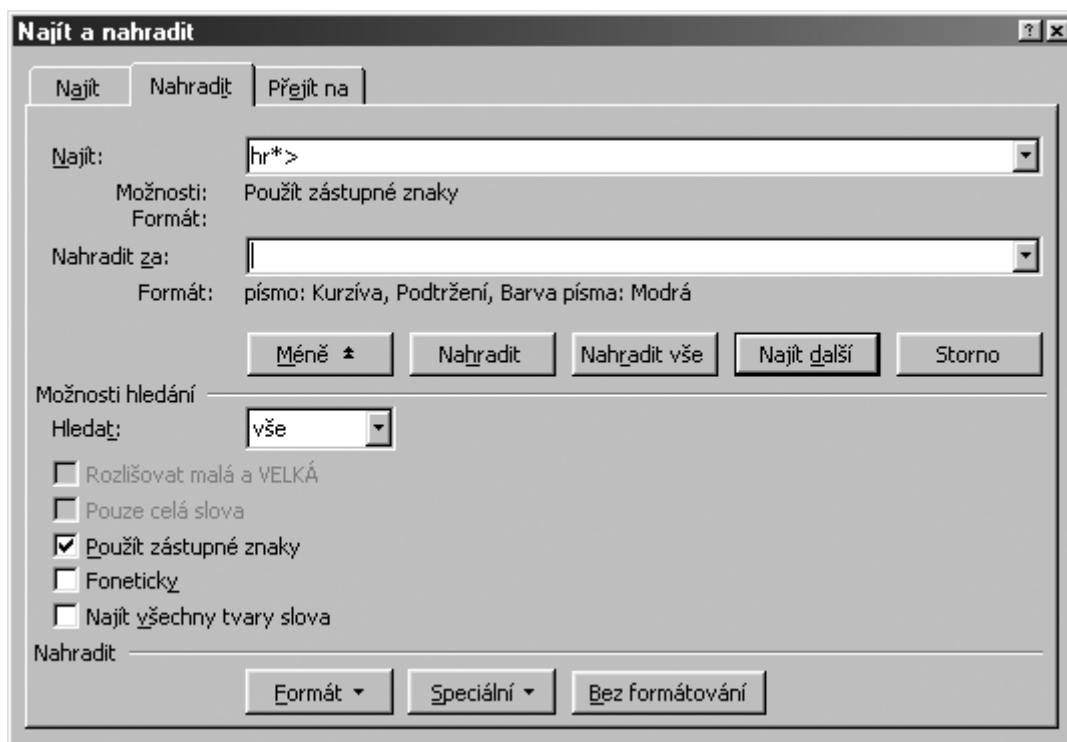 Najít a nahradit
Najít Nahradit Přejít na
Najít: hr*>
Možnosti: Použít zástupné znaky
Formát:
Nahradit za:
Formát: písmo: Kurzíva, Podtržení, Barva písma: Modrá
Méně Nahradit Nahradit vše Najít další Storno
Možnosti hledání
Hledat: vše
Rozlišovat malá a VELKÁ
Pouze celá slova
Použít zástupné znaky
Foneticky
Najít všechny tvary slova
Nahradit
Formát Speciální Bez formátování